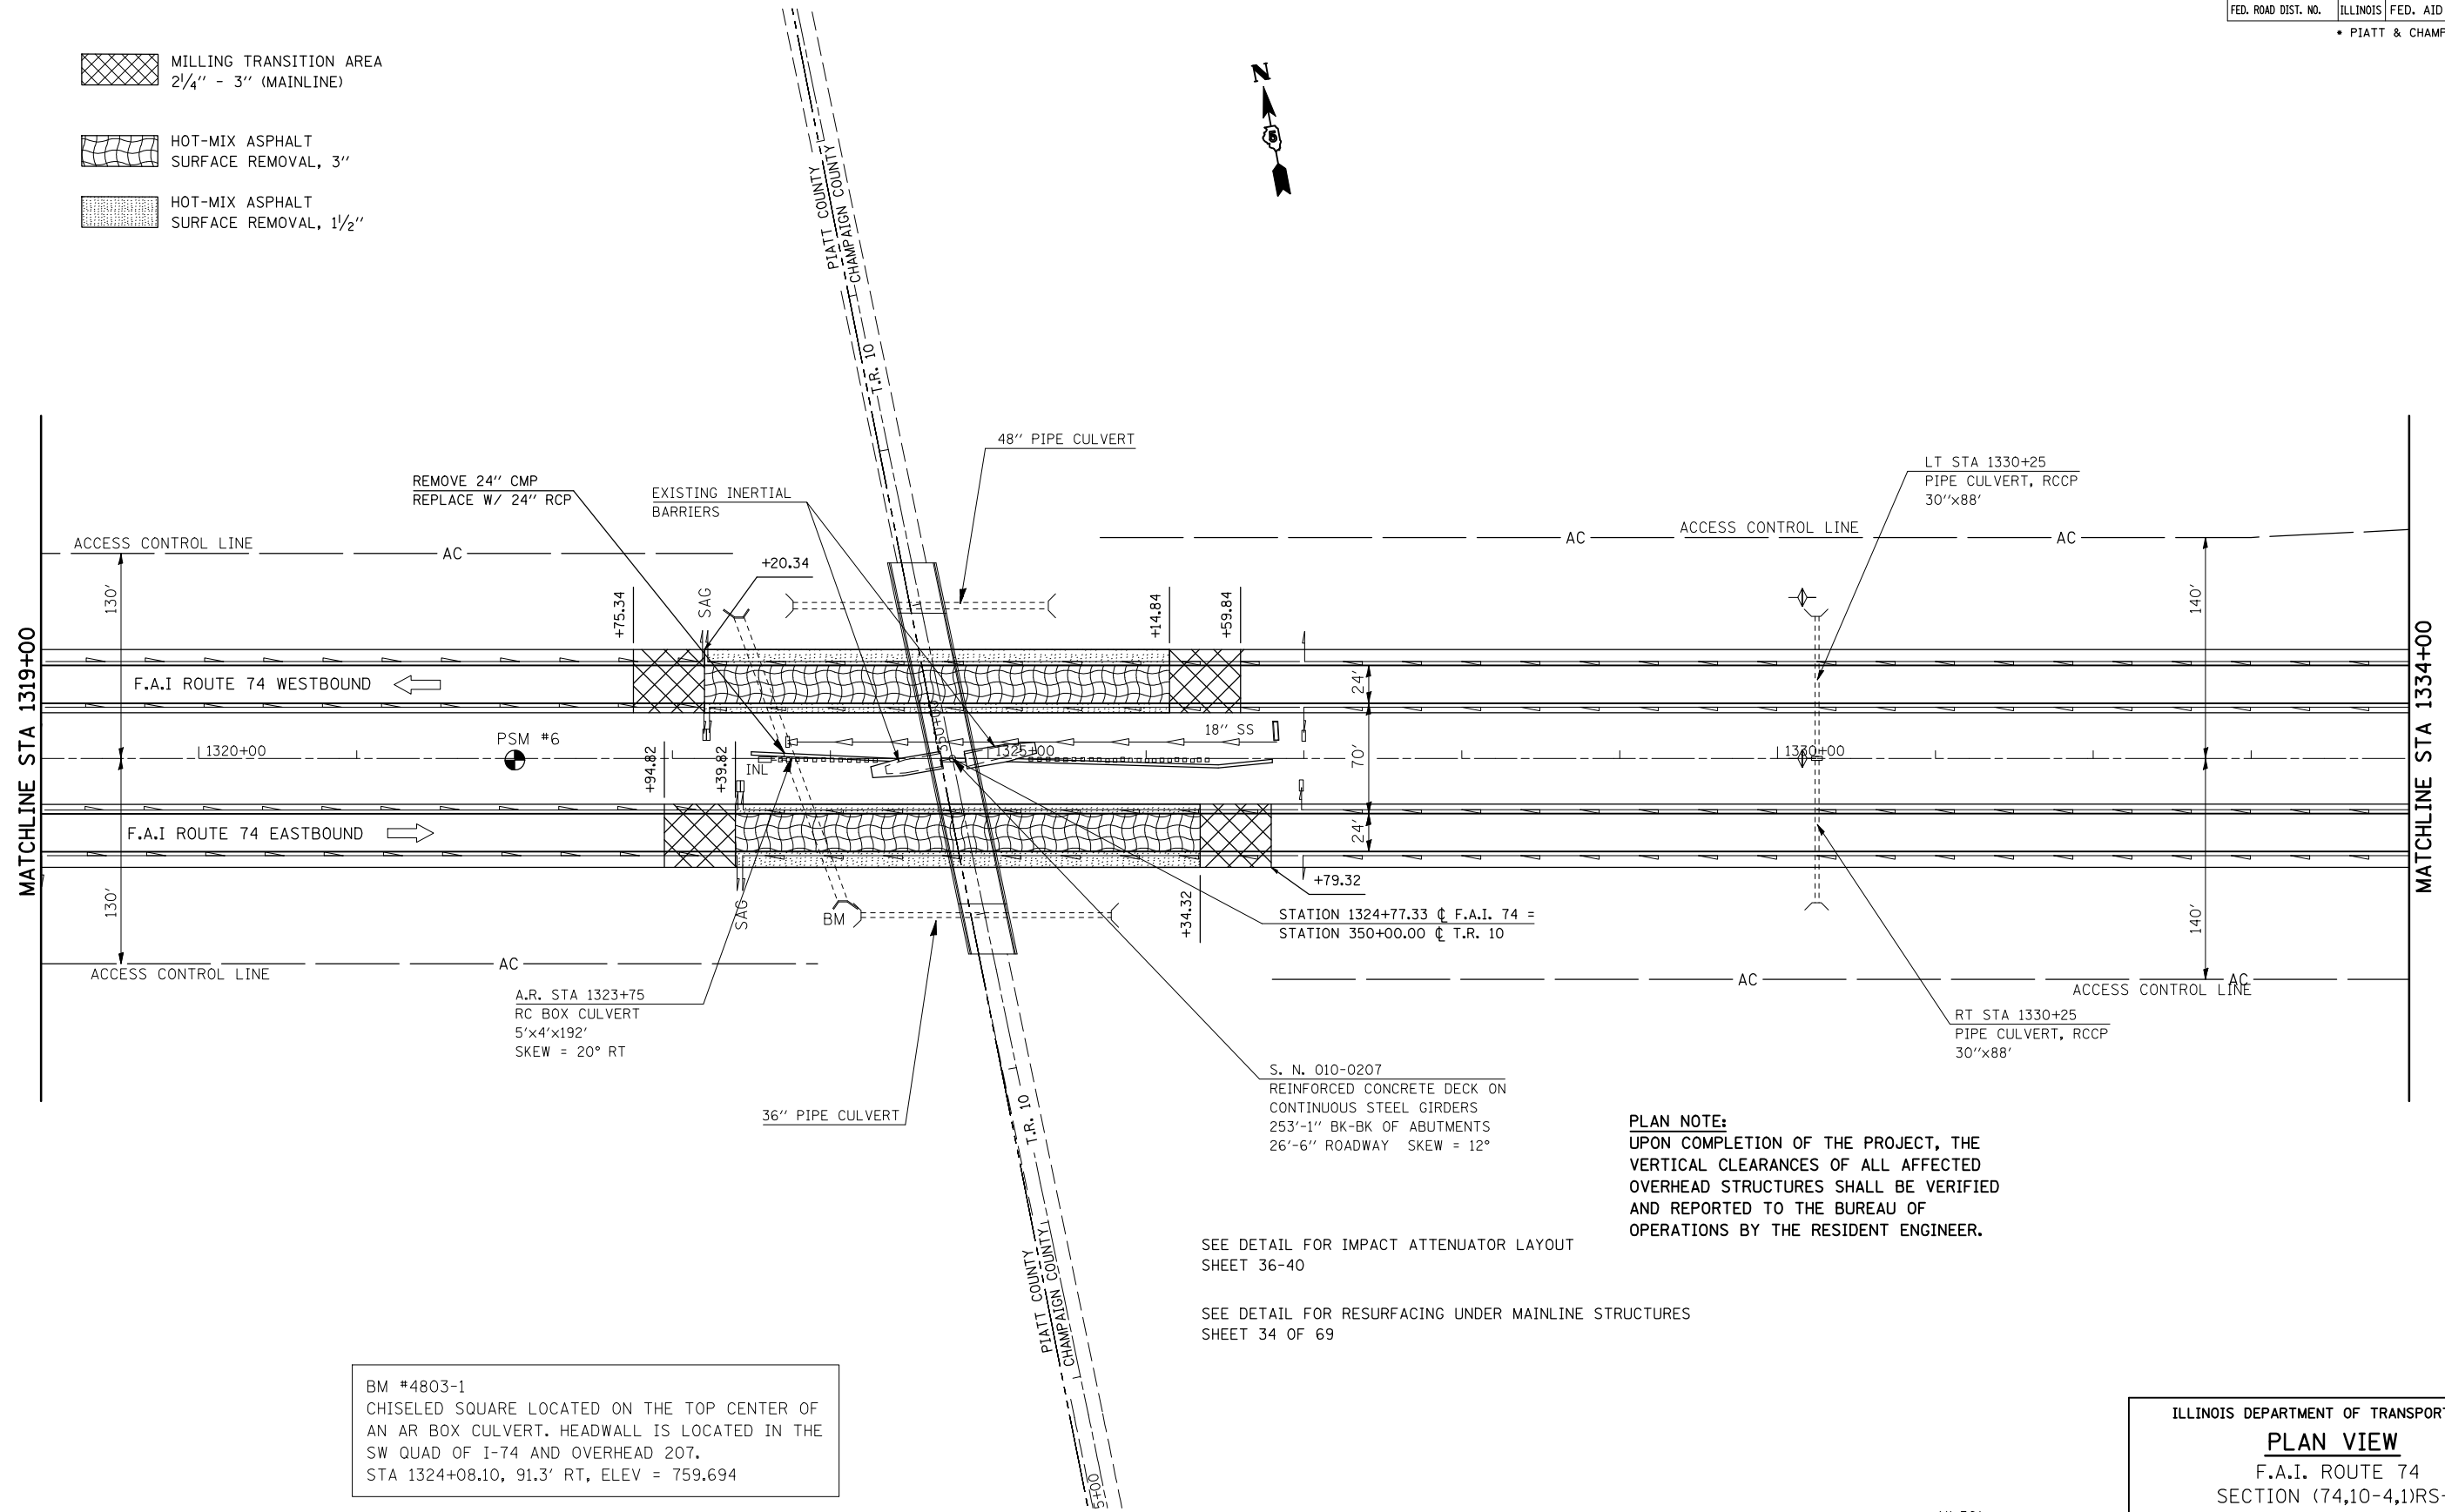 FED. ROAD DIST. NO. ILLINOIS FED. AID
* PIATT & CHAMP
MILLING TRANSITION AREA
2 1/4" - 3" (MAINLINE)
HOT-MIX ASPHALT
SURFACE REMOVAL, 3"
HOT-MIX ASPHALT
SURFACE REMOVAL, 1 1/2"
N
5
PIATT COUNTY
CHAMPAIGN COUNTY
T.R. 10
48" PIPE CULVERT
REMOVE 24" CMP
REPLACE W/ 24" RCP
EXISTING INERTIAL
BARRIERS
LT STA 1330+25
PIPE CULVERT, RCCP
30"x88'
ACCESS CONTROL LINE
AC
AC
ACCESS CONTROL LINE
AC
+20.34
130'
+75.34
SAG
+14.84
+59.84
140'
MATCHLINE STA 1319+00
MATCHLINE STA 1334+00
F.A.I ROUTE 74 WESTBOUND
24'
350+00
18" SS
1320+00
PSM #6
1325+00
1330+00
70'
+94.82
+39.82
INL
F.A.I ROUTE 74 EASTBOUND
24'
130'
SAG
BM
+34.32
+79.32
140'
STATION 1324+77.33 ℄ F.A.I. 74 =
STATION 350+00.00 ℄ T.R. 10
ACCESS CONTROL LINE
AC
AC
AC
ACCESS CONTROL LINE
A.R. STA 1323+75
RC BOX CULVERT
5'x4'x192'
SKEW = 20° RT
RT STA 1330+25
PIPE CULVERT, RCCP
30"x88'
S. N. 010-0207
REINFORCED CONCRETE DECK ON
CONTINUOUS STEEL GIRDERS
253'-1" BK-BK OF ABUTMENTS
26'-6" ROADWAY SKEW = 12°
36" PIPE CULVERT
T.R. 10
PLAN NOTE:
UPON COMPLETION OF THE PROJECT, THE
VERTICAL CLEARANCES OF ALL AFFECTED
OVERHEAD STRUCTURES SHALL BE VERIFIED
AND REPORTED TO THE BUREAU OF
OPERATIONS BY THE RESIDENT ENGINEER.
PIATT COUNTY
CHAMPAIGN COUNTY
SEE DETAIL FOR IMPACT ATTENUATOR LAYOUT
SHEET 36-40
SEE DETAIL FOR RESURFACING UNDER MAINLINE STRUCTURES
SHEET 34 OF 69
BM #4803-1
CHISELED SQUARE LOCATED ON THE TOP CENTER OF
AN AR BOX CULVERT. HEADWALL IS LOCATED IN THE
SW QUAD OF I-74 AND OVERHEAD 207.
STA 1324+08.10, 91.3' RT, ELEV = 759.694
5+00
ILLINOIS DEPARTMENT OF TRANSPORT
PLAN VIEW
F.A.I. ROUTE 74
SECTION (74,10-4,1)RS-